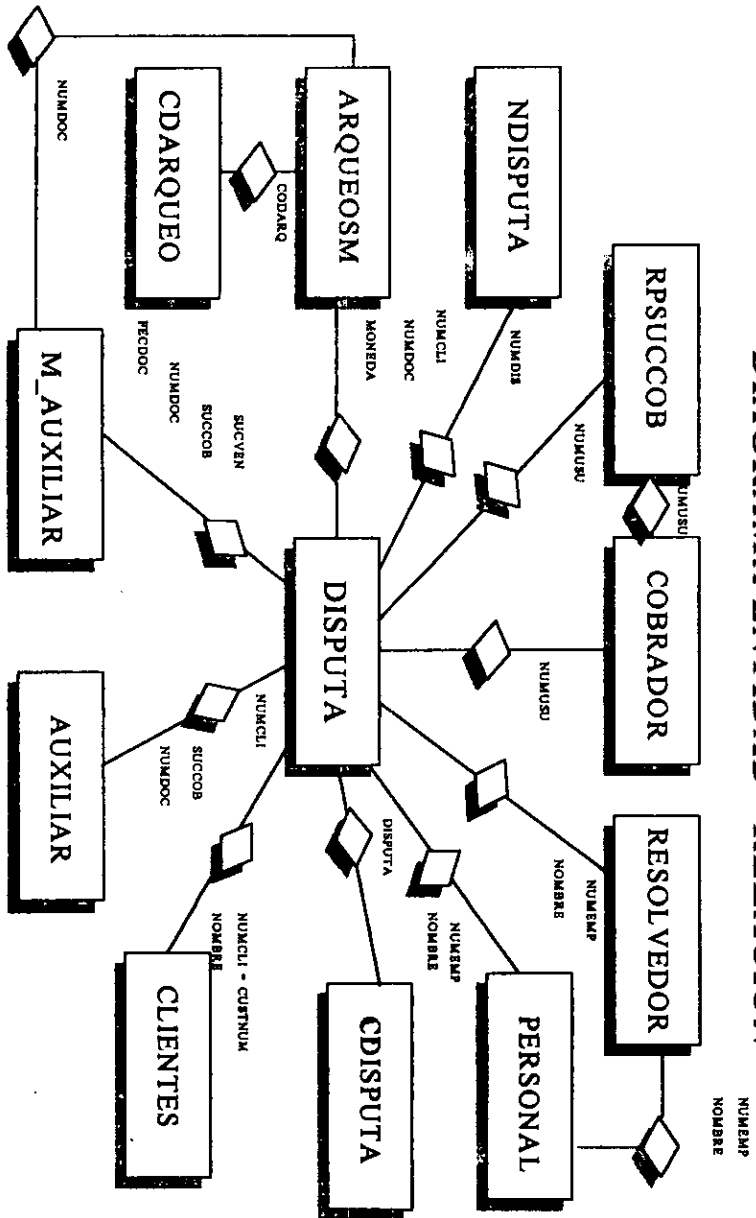 NUMEMP
NOMBRE
UMUSU
RPSUCCOB
COBRADOR
RESOLVEDOR
NUMEMP
NOMBRE
NUMUSU
NUMUSU
NDISPUTA
PERSONAL
NUMDIS
NUMEMP
NOMBRE
NUMCLI
NUMDOC
MONEDA
DISPUTA
ARQUEOSM
DISPUTA
CDISPUTA
CODARQ
NUMCLI
NUMCLI = CUSTNUM
NOMBRE
SUCVEN
SUCCOB
NUMDOC
SUCCOB
NUMDOC
CDARQUEO
CLIENTES
FECDOC
NUMDOC
M_AUXILIAR
AUXILIAR